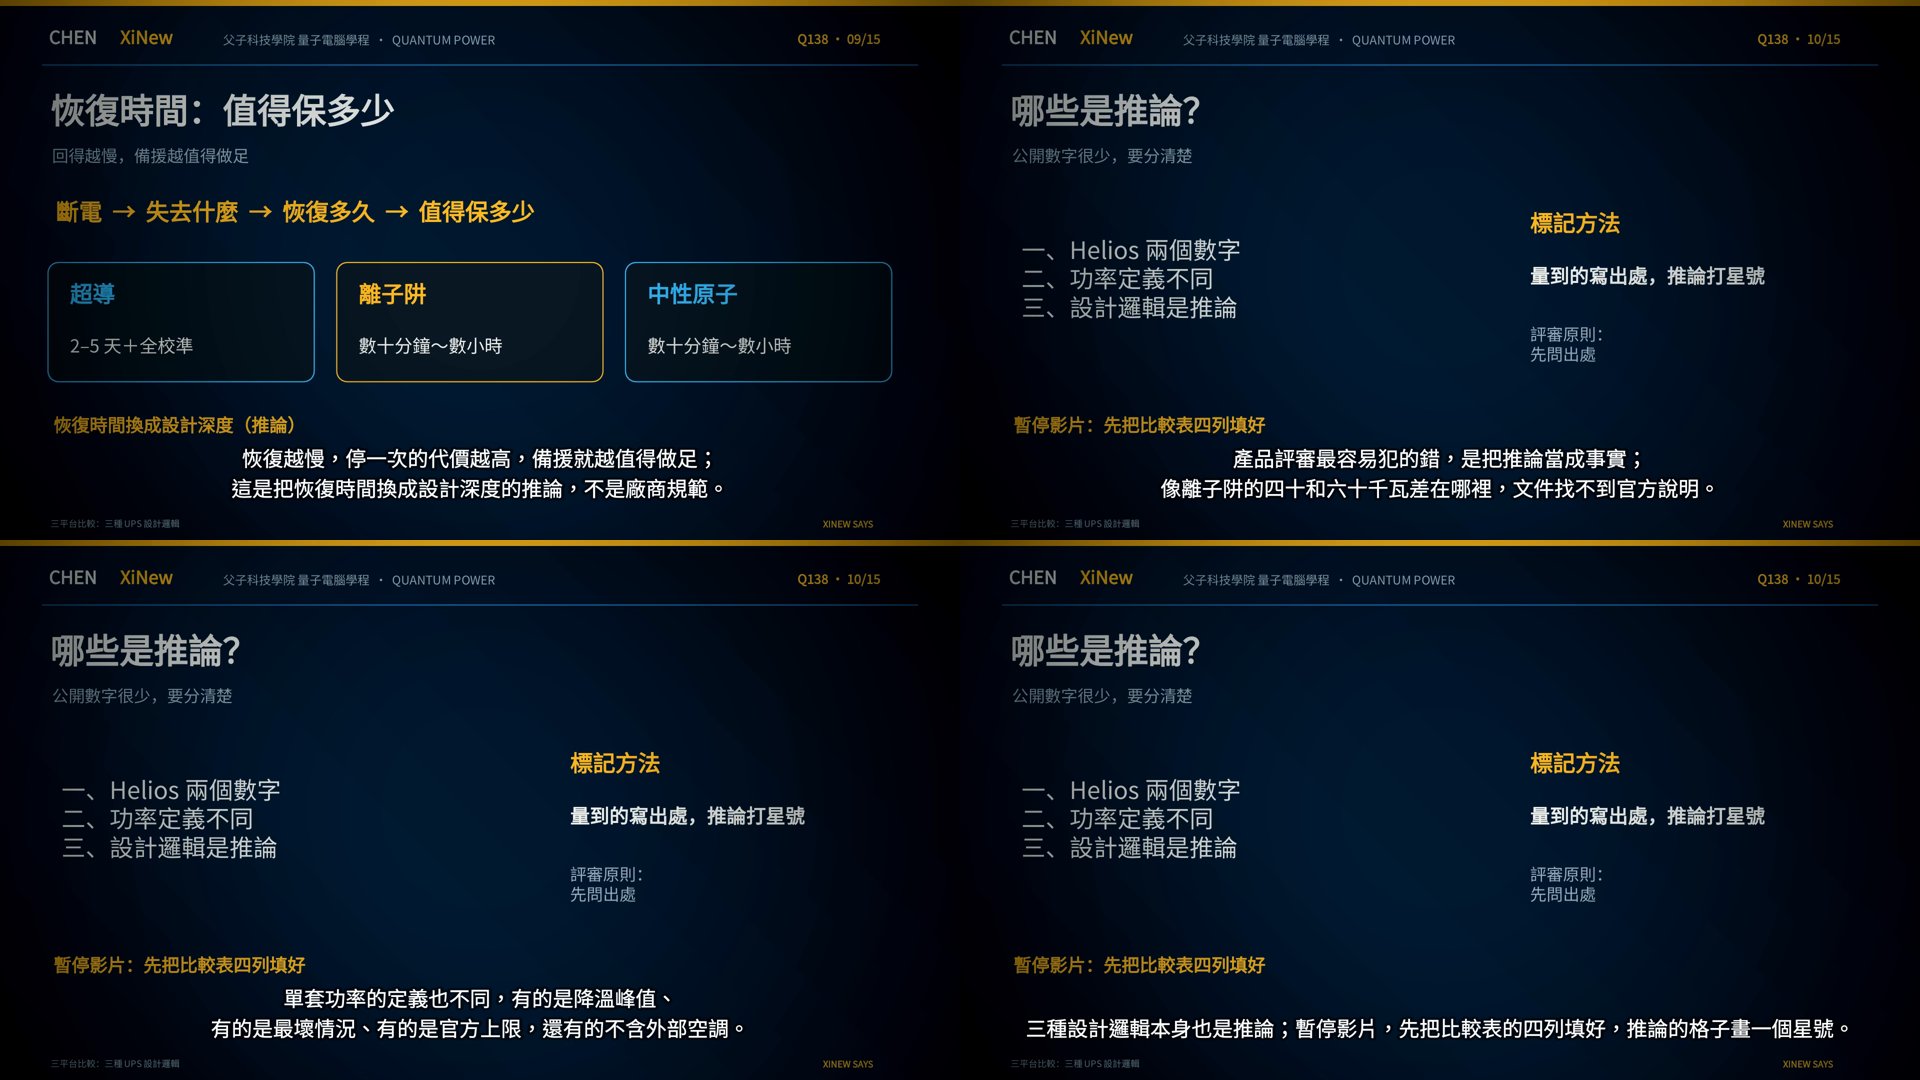 CHEN XiNew 父子科技學院 量子電腦學程 · QUANTUM POWER Q138 · 09/15
恢復時間：值得保多少
回得越慢，備援越值得做足
斷電 → 失去什麼 → 恢復多久 → 值得保多少
超導
2–5 天＋全校準
離子阱
數十分鐘～數小時
中性原子
數十分鐘～數小時
恢復時間換成設計深度（推論）
恢復越慢，停一次的代價越高，備援就越值得做足；
這是把恢復時間換成設計深度的推論，不是廠商規範。
三平台比較：三種 UPS 設計邏輯 XINEW SAYS
CHEN XiNew 父子科技學院 量子電腦學程 · QUANTUM POWER Q138 · 10/15
哪些是推論？
公開數字很少，要分清楚
一、Helios 兩個數字
二、功率定義不同
三、設計邏輯是推論
標記方法
量到的寫出處，推論打星號
評審原則：
先問出處
暫停影片：先把比較表四列填好
產品評審最容易犯的錯，是把推論當成事實；
像離子阱的四十和六十千瓦差在哪裡，文件找不到官方說明。
三平台比較：三種 UPS 設計邏輯 XINEW SAYS
CHEN XiNew 父子科技學院 量子電腦學程 · QUANTUM POWER Q138 · 10/15
哪些是推論？
公開數字很少，要分清楚
一、Helios 兩個數字
二、功率定義不同
三、設計邏輯是推論
標記方法
量到的寫出處，推論打星號
評審原則：
先問出處
暫停影片：先把比較表四列填好
單套功率的定義也不同，有的是降溫峰值、
有的是最壞情況、有的是官方上限，還有的不含外部空調。
三平台比較：三種 UPS 設計邏輯 XINEW SAYS
CHEN XiNew 父子科技學院 量子電腦學程 · QUANTUM POWER Q138 · 10/15
哪些是推論？
公開數字很少，要分清楚
一、Helios 兩個數字
二、功率定義不同
三、設計邏輯是推論
標記方法
量到的寫出處，推論打星號
評審原則：
先問出處
暫停影片：先把比較表四列填好
三種設計邏輯本身也是推論；暫停影片，先把比較表的四列填好，推論的格子畫一個星號。
三平台比較：三種 UPS 設計邏輯 XINEW SAYS